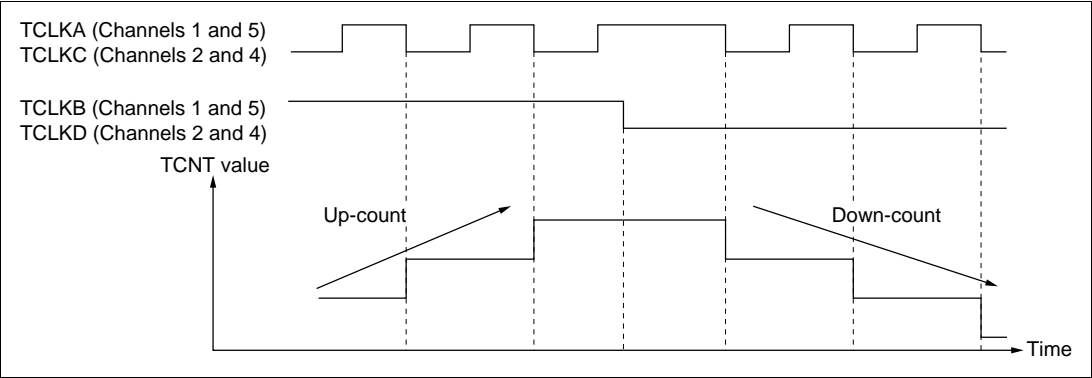 TCLKA (Channels 1 and 5)
TCLKC (Channels 2 and 4)
TCLKB (Channels 1 and 5)
TCLKD (Channels 2 and 4)
TCNT value
Up-count
Down-count
Time